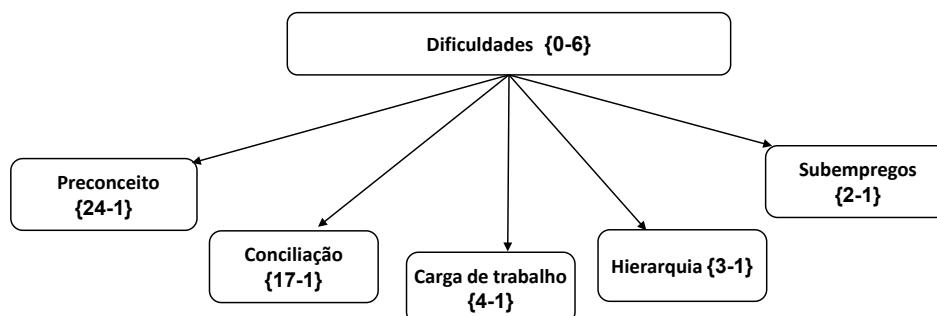 Dificuldades {0-6}
Preconceito
{24-1}
Conciliação
{17-1}
Carga de trabalho
{4-1}
Hierarquia {3-1}
Subempregos
{2-1}